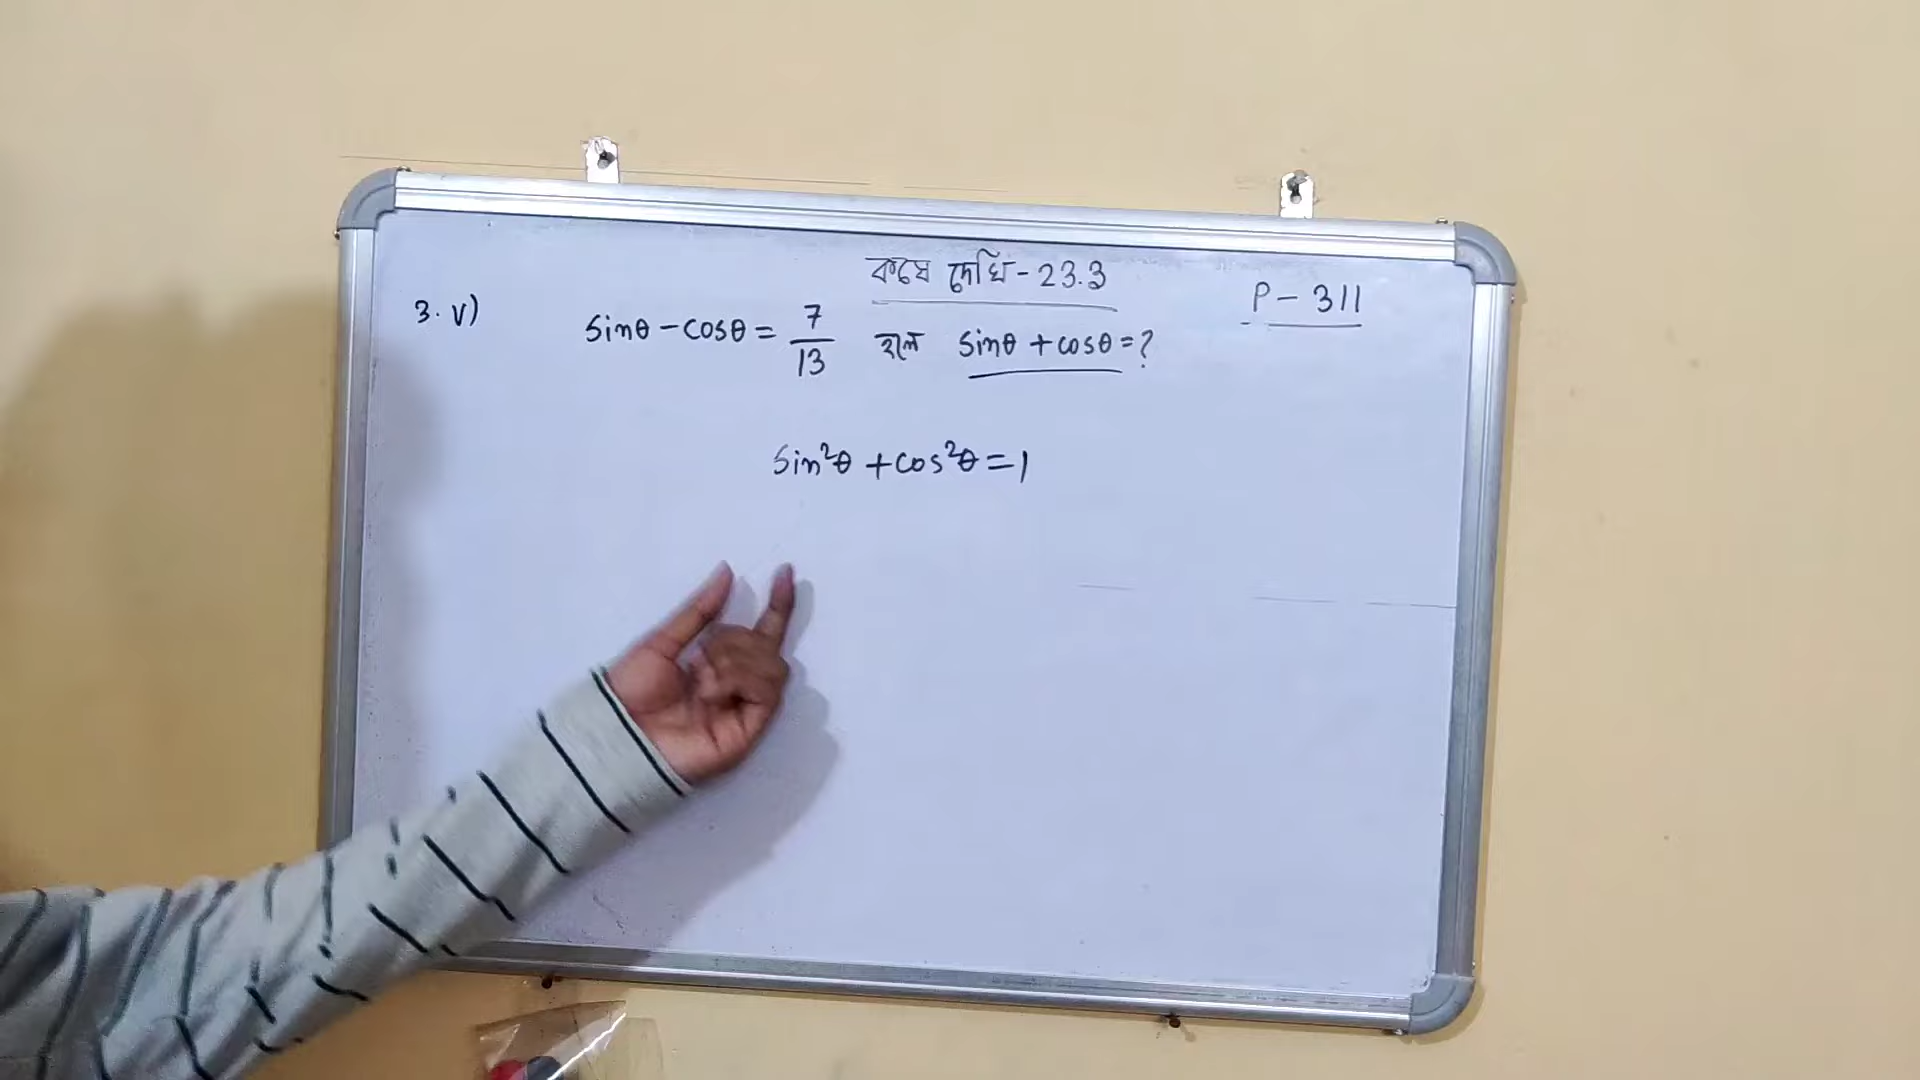 কষে দেখি - 23.3
P - 311
3. v) sinθ - cosθ = 7/13 হলে sinθ + cosθ = ?
sin²θ + cos²θ = 1